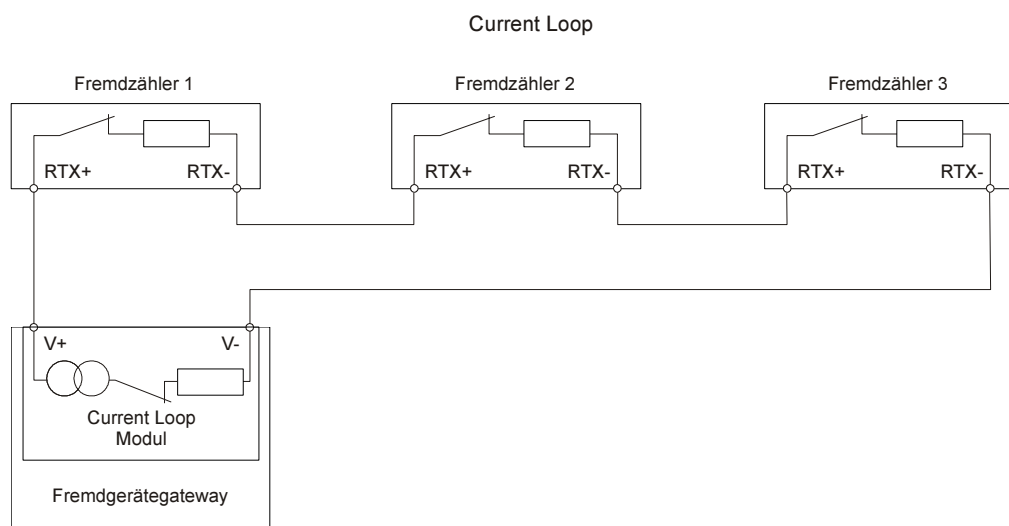 Current Loop
Fremdzähler 1
Fremdzähler 2
Fremdzähler 3
RTX+
RTX-
RTX+
RTX-
RTX+
RTX-
V+
V-
Current Loop
Modul
Fremdgerätegateway